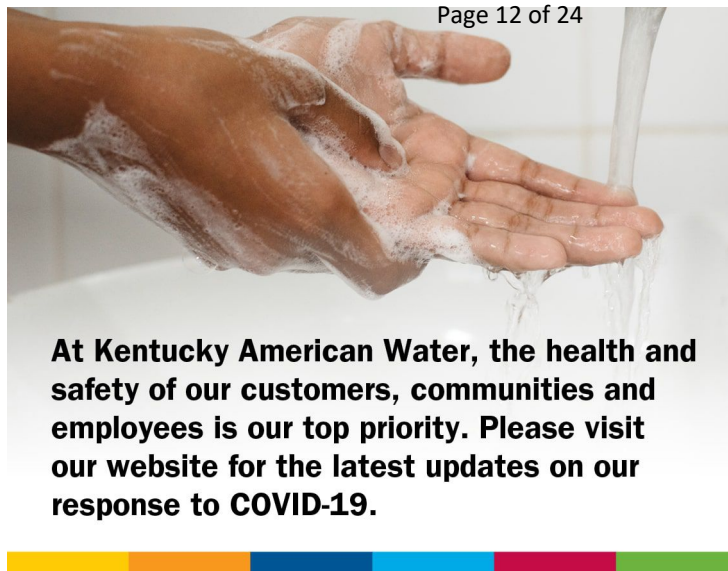 Page 12 of 24
At Kentucky American Water, the health and
safety of our customers, communities and
employees is our top priority. Please visit
our website for the latest updates on our
response to COVID-19.